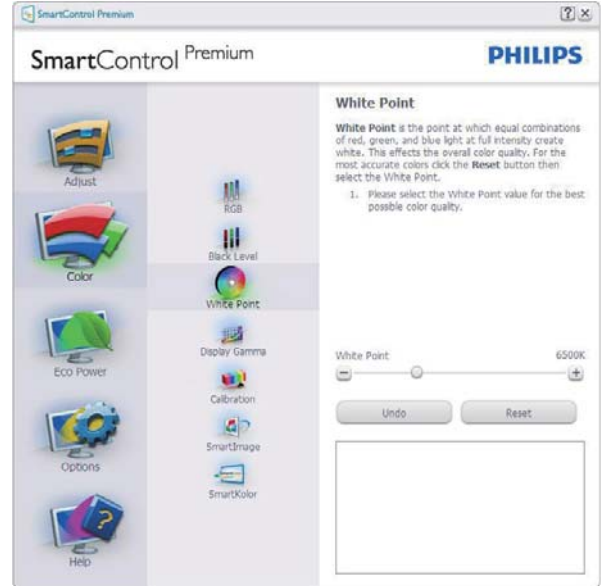 SmartControl Premium
SmartControl Premium
PHILIPS
Adjust
Color
Eco Power
Options
Help
RGB
Black Level
White Point
Display Gamma
Calibration
SmartImage
SmartKolor
White Point
White Point is the point at which equal combinations
of red, green, and blue light at full intensity create
white. This effects the overall color quality. For the
most accurate colors click the Reset button then
select the White Point.
1. Please select the White Point value for the best
possible color quality.
White Point 6500K
Undo Reset